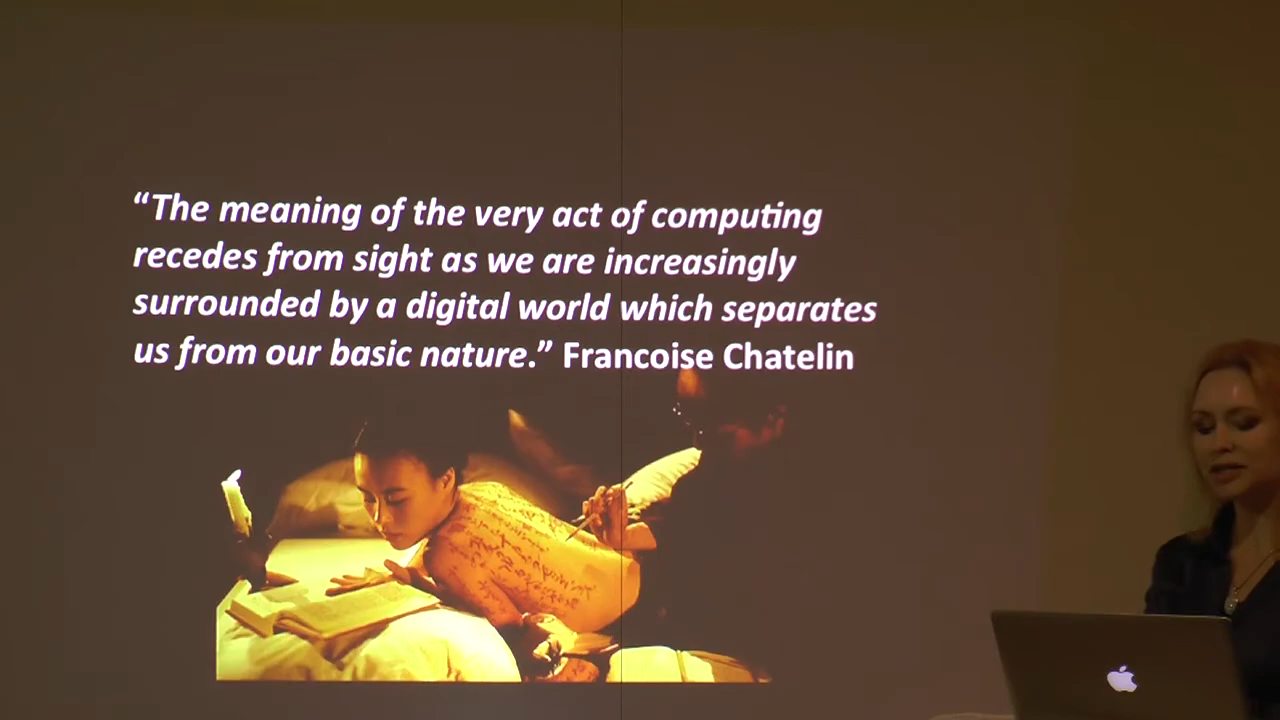 “The meaning of the very act of computing
recedes from sight as we are increasingly
surrounded by a digital world which separates
us from our basic nature.” Francoise Chatelin